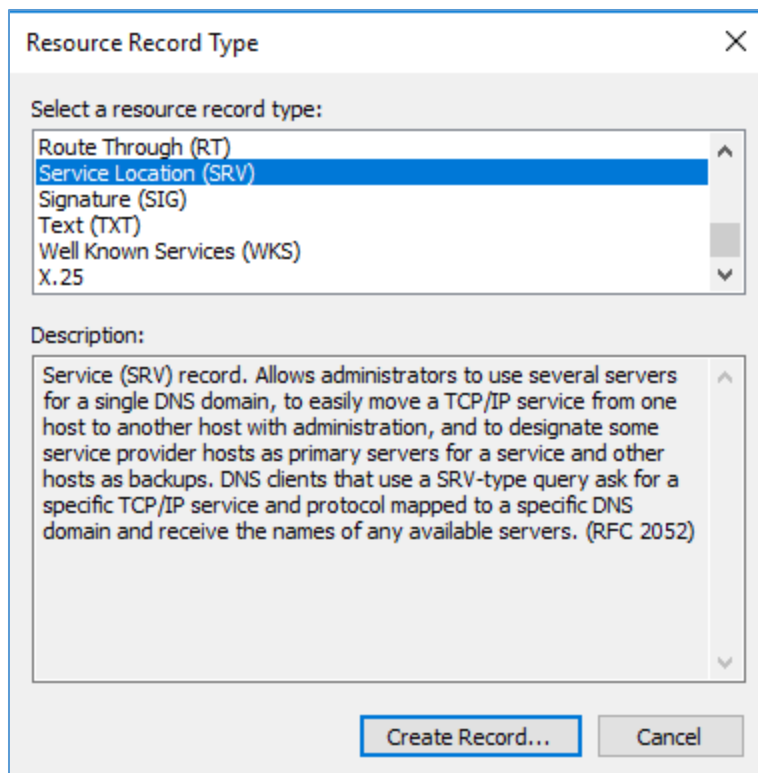 Resource Record Type
Select a resource record type:
Route Through (RT)
Service Location (SRV)
Signature (SIG)
Text (TXT)
Well Known Services (WKS)
X.25
Description:
Service (SRV) record. Allows administrators to use several servers
for a single DNS domain, to easily move a TCP/IP service from one
host to another host with administration, and to designate some
service provider hosts as primary servers for a service and other
hosts as backups. DNS clients that use a SRV-type query ask for a
specific TCP/IP service and protocol mapped to a specific DNS
domain and receive the names of any available servers. (RFC 2052)
Create Record...
Cancel